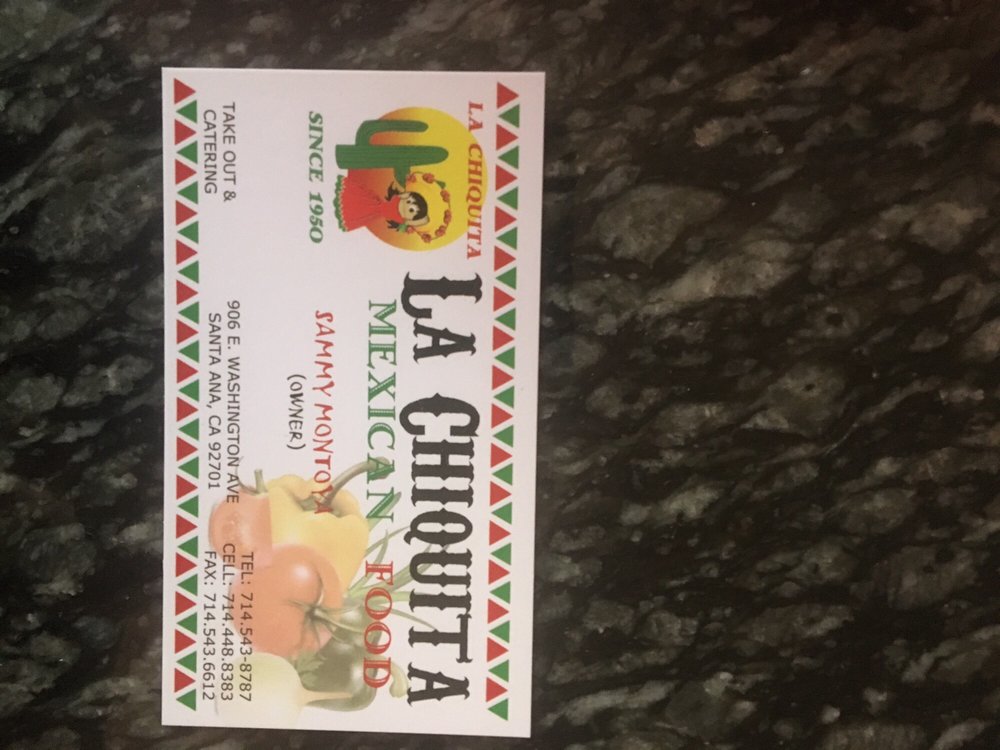 LA CHIQUITA
SINCE 1950
LA CHIQUITA
MEXICAN FOOD
SAMMY MONTOYA
(OWNER)
TAKE OUT &
CATERING
906 E. WASHINGTON AVE
SANTA ANA, CA 92701
TEL: 714.543-8787
CELL: 714.448.8383
FAX: 714.543.6612